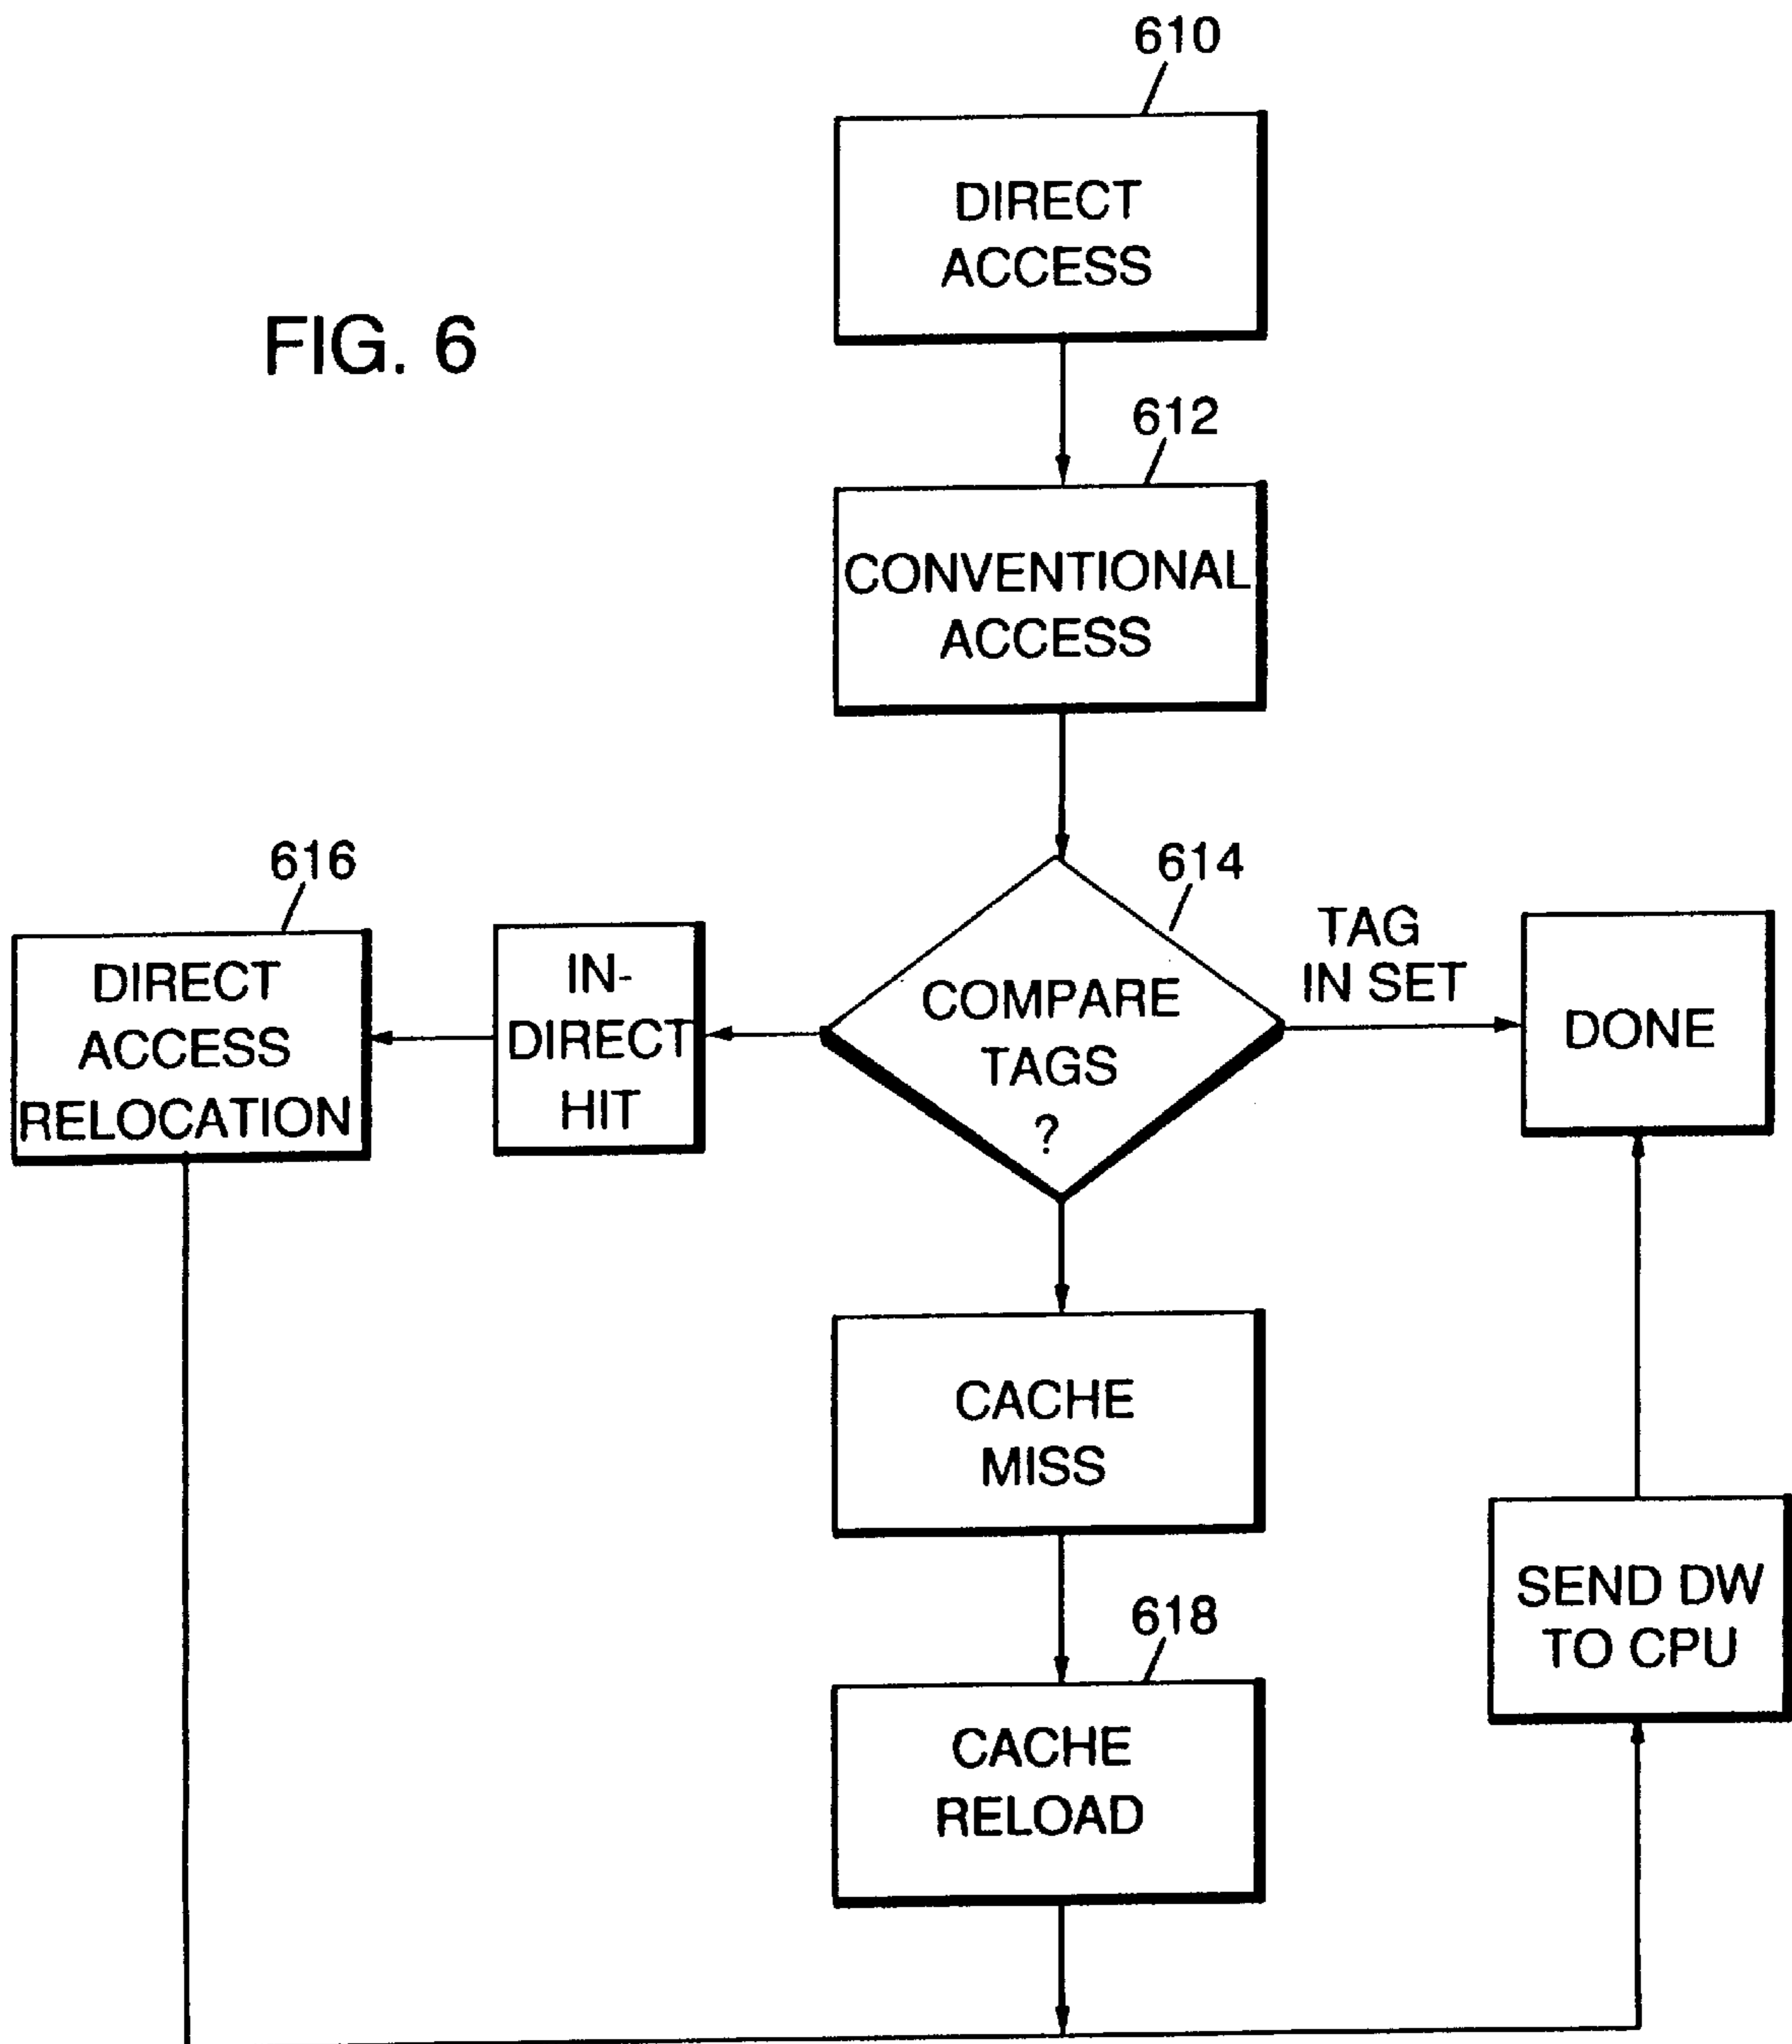 610
DIRECT
ACCESS
FIG. 6
612
CONVENTIONAL
ACCESS
616
614
DIRECT
ACCESS
RELOCATION
IN-
DIRECT
HIT
COMPARE
TAGS
?
TAG
IN SET
DONE
CACHE
MISS
618
CACHE
RELOAD
SEND DW
TO CPU